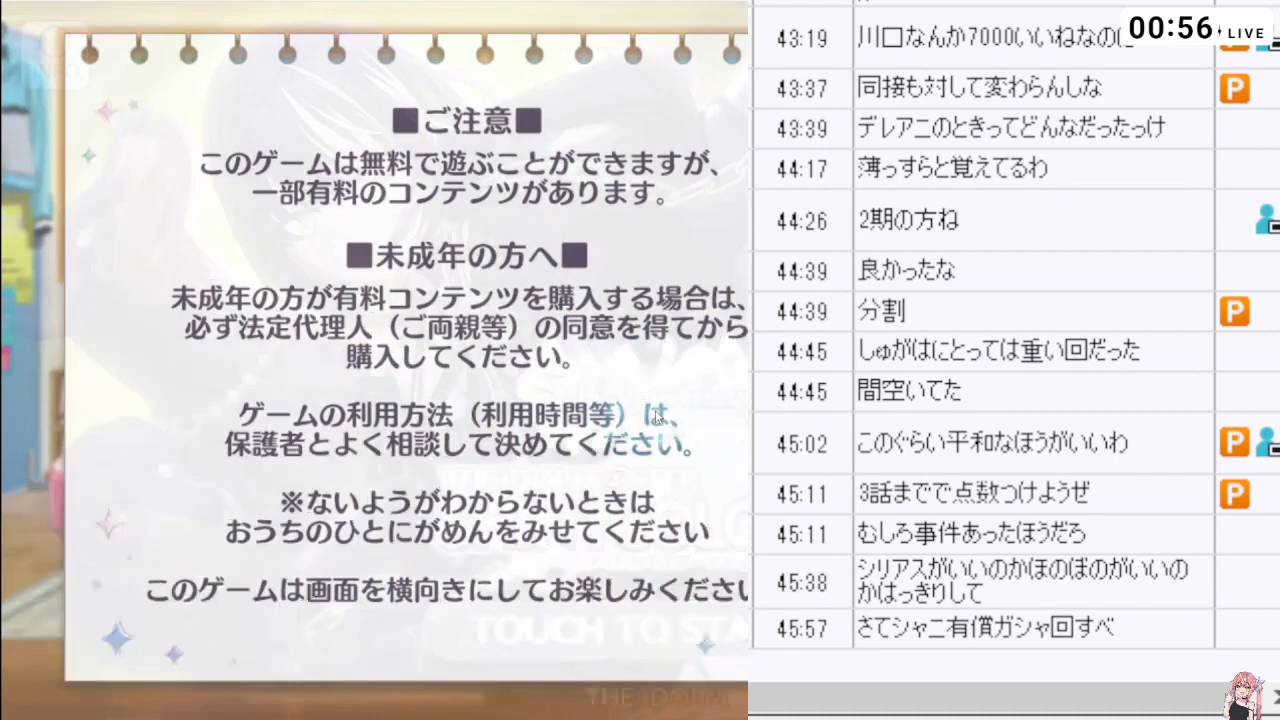 ■ご注意■
このゲームは無料で遊ぶことができますが、
一部有料のコンテンツがあります。
■未成年の方へ■
未成年の方が有料コンテンツを購入する場合は、
必ず法定代理人（ご両親等）の同意を得てから
購入してください。
ゲームの利用方法（利用時間等）は、
保護者とよく相談して決めてください。
※ないようがわからないときは
おうちのひとにがめんをみせてください
このゲームは画面を横向きにしてお楽しみください
TOUCH TO STA
THE iDOLM
00:56 LIVE
43:19 川口なんか7000いいねなの
43:37 同接も対して変わらんしな P
43:39 デレアニのときってどんなだったっけ
44:17 薄っすらと覚えてるわ
44:26 2期の方ね
44:39 良かったな
44:39 分割 P
44:45 しゅがはにとっては重い回だった
44:45 間空いてた
45:02 このぐらい平和なほうがいいわ P
45:11 3話までで点数つけようぜ P
45:11 むしろ事件あったほうだろ
45:38 シリアスがいいのかほのぼのがいいの
かはっきりして
45:57 さてシャニ有償ガシャ回すべ